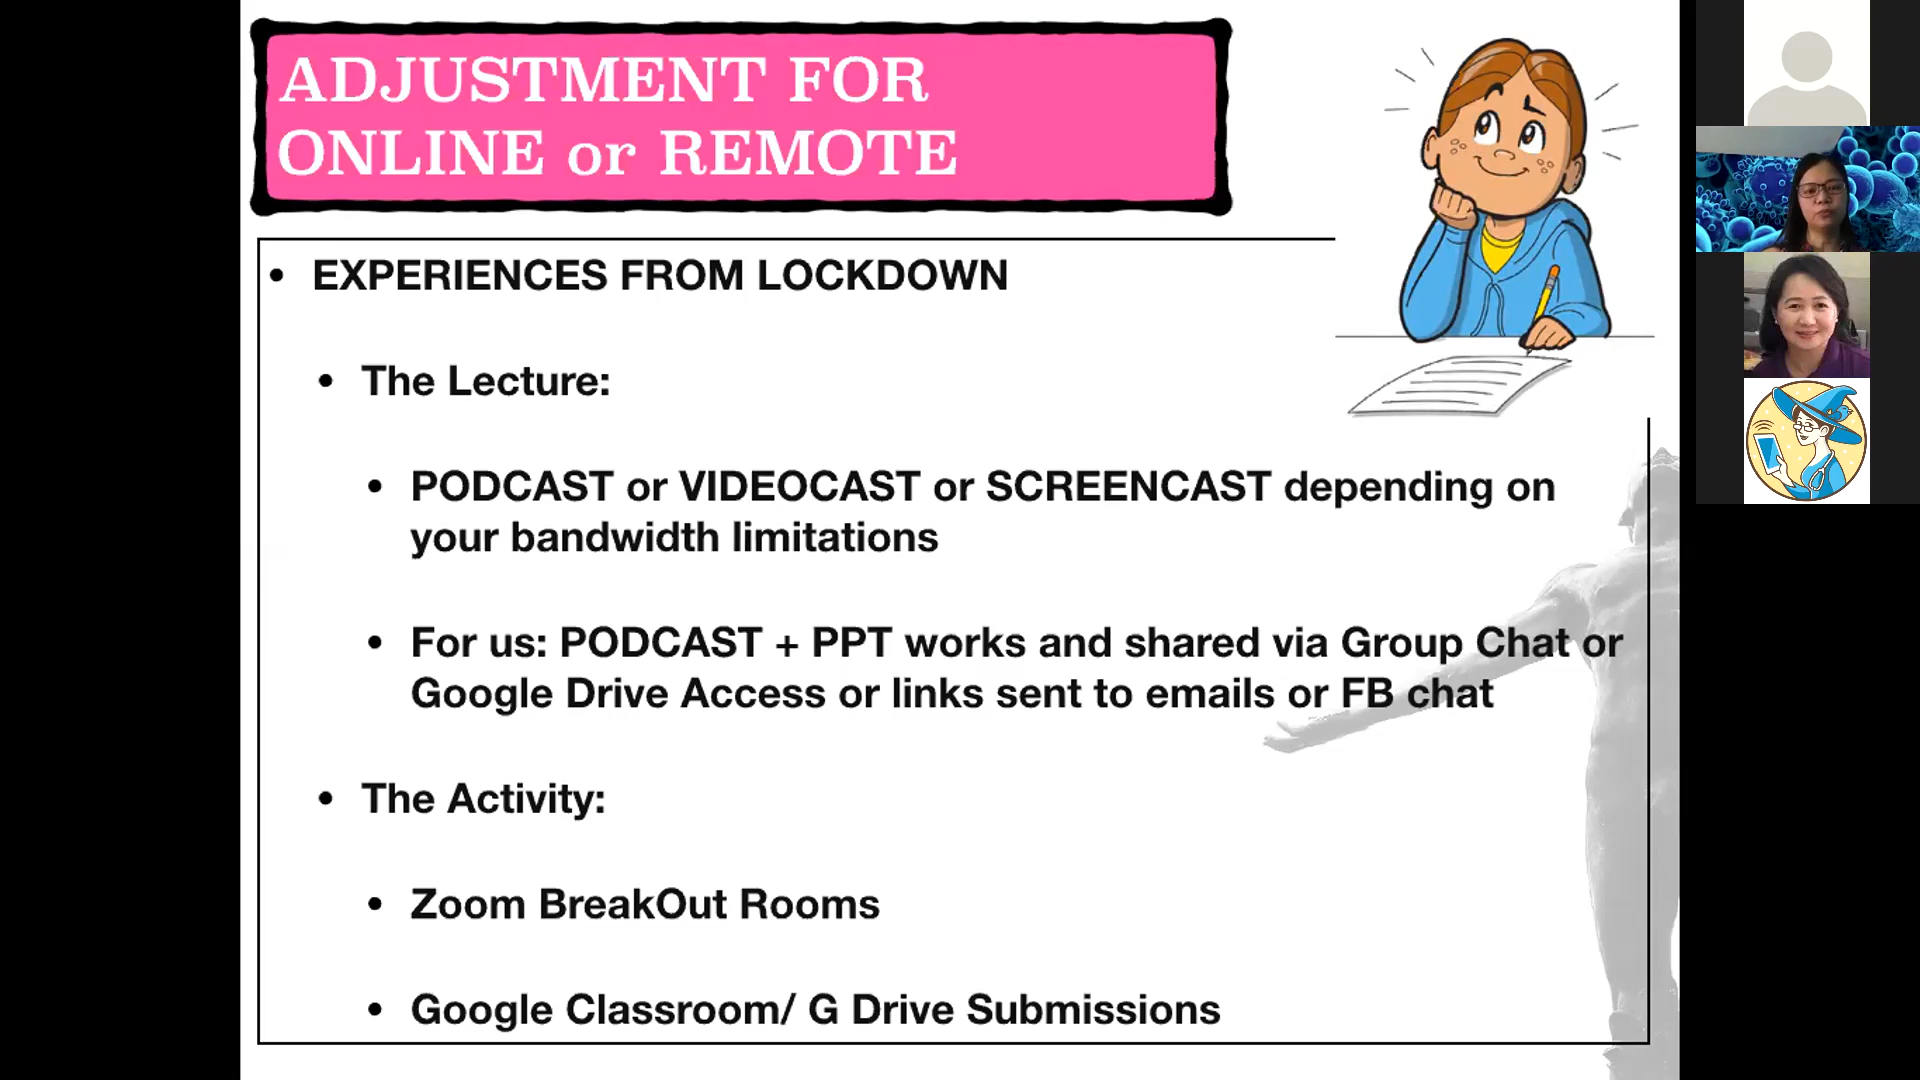 ADJUSTMENT FOR
ONLINE or REMOTE
• EXPERIENCES FROM LOCKDOWN
• The Lecture:
• PODCAST or VIDEOCAST or SCREENCAST depending on
your bandwidth limitations
• For us: PODCAST + PPT works and shared via Group Chat or
Google Drive Access or links sent to emails or FB chat
• The Activity:
• Zoom BreakOut Rooms
• Google Classroom/ G Drive Submissions